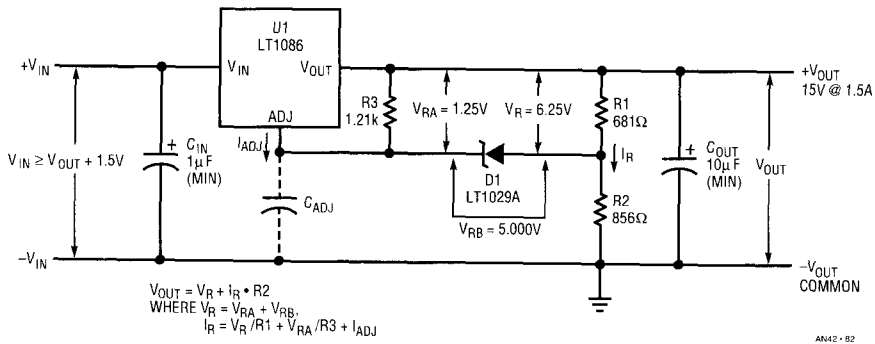 U1
LT1086
+VIN
VIN
VOUT
+VOUT
15V @ 1.5A
ADJ
R3
1.21k
VRA = 1.25V
VR = 6.25V
R1
681Ω
IADJ
IR
CIN
1µF
(MIN)
VIN ≥ VOUT + 1.5V
COUT
10µF
(MIN)
VOUT
D1
LT1029A
CADJ
R2
856Ω
VRB = 5.000V
–VIN
–VOUT
COMMON
VOUT = VR + IR • R2
WHERE VR = VRA + VRB,
IR = VR /R1 + VRA /R3 + IADJ
AN42 • 82
+
+